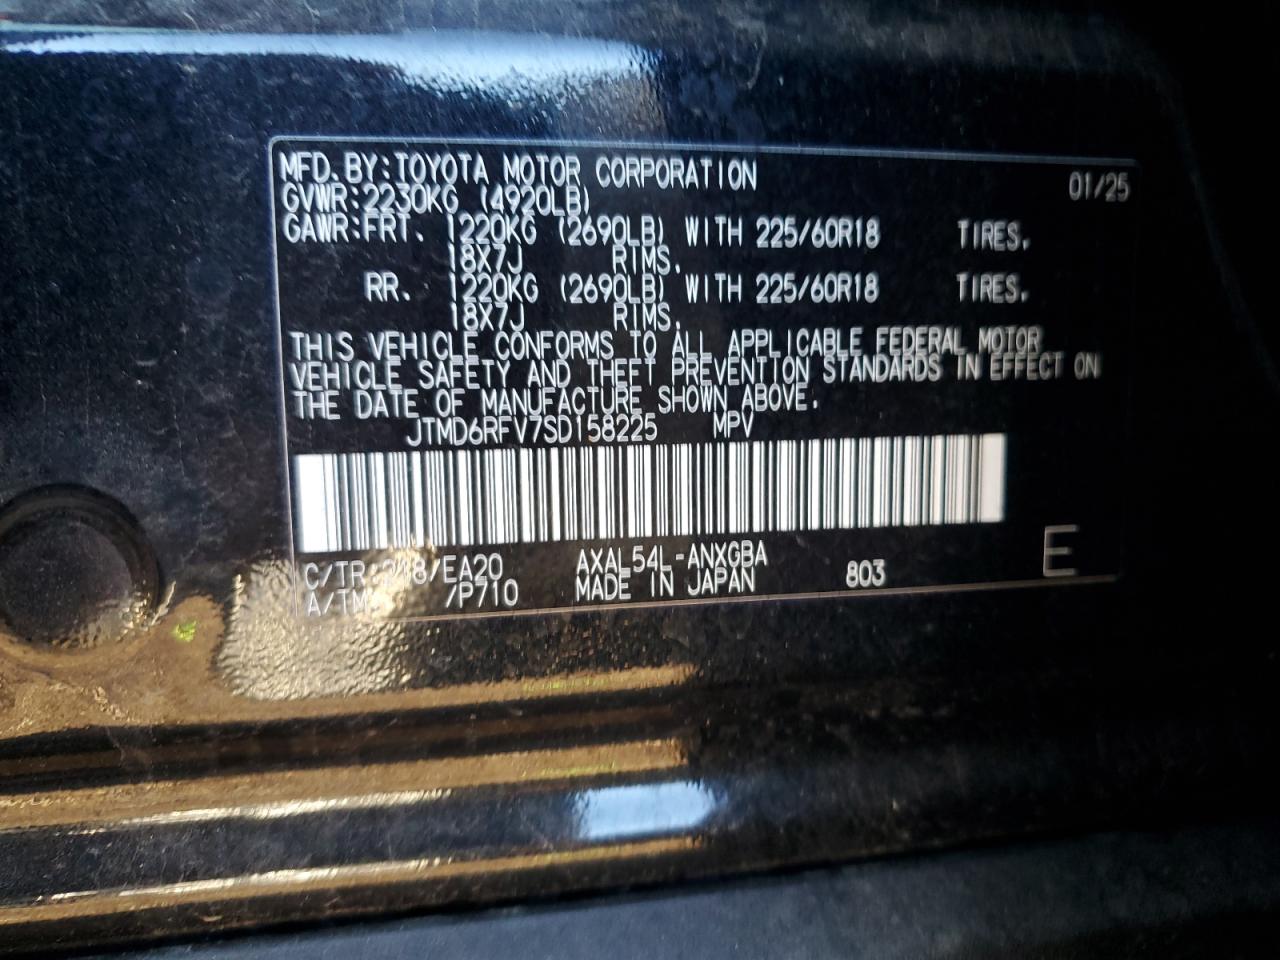 MFD.BY:TOYOTA MOTOR CORPORATION 01/25
GVWR:2230KG (4920LB)
GAWR:FRT. 1220KG (2690LB) WITH 225/60R18 TIRES.
18X7J RIMS.
RR. 1220KG (2690LB) WITH 225/60R18 TIRES.
18X7J RIMS.
THIS VEHICLE CONFORMS TO ALL APPLICABLE FEDERAL MOTOR
VEHICLE SAFETY AND THEFT PREVENTION STANDARDS IN EFFECT ON
THE DATE OF MANUFACTURE SHOWN ABOVE.
JTMD6RFV7SD158225 MPV
C/TR: /EA20 AXAL54L-ANXGBA
A/TM /P710 MADE IN JAPAN 803 E